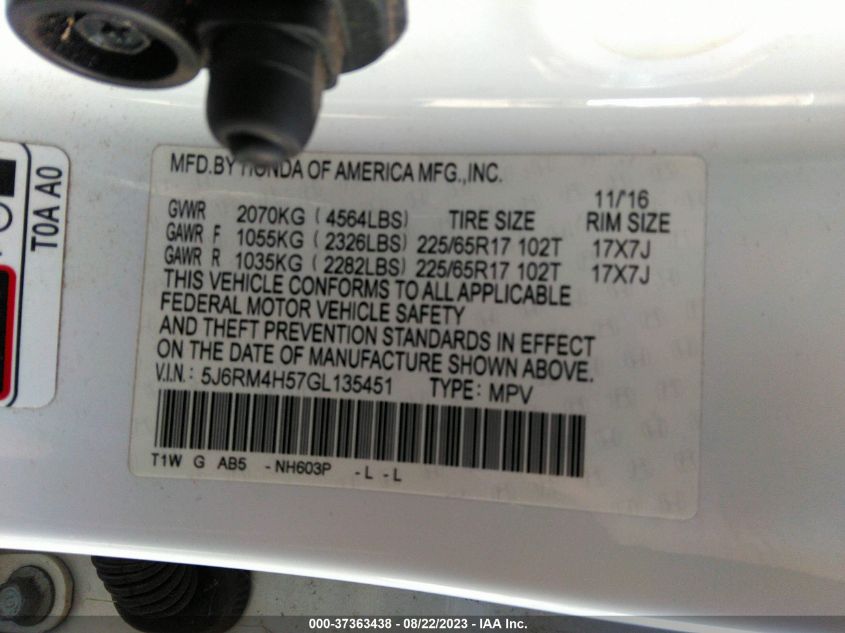 MFD.BY HONDA OF AMERICA MFG.,INC.
11/'16
GVWR 2070KG (4564LBS) TIRE SIZE RIM SIZE
GAWR F 1055KG (2326LBS) 225/65R17 102T 17X7J
GAWR R 1035KG (2282LBS) 225/65R17 102T 17X7J
THIS VEHICLE CONFORMS TO ALL APPLICABLE
FEDERAL MOTOR VEHICLE SAFETY
AND THEFT PREVENTION STANDARDS IN EFFECT
ON THE DATE OF MANUFACTURE SHOWN ABOVE.
V.I.N.: 5J6RM4H57GL135451 TYPE: MPV
T1W G AB5 -NH603P -L -L
T0A A0
000-37363438 - 08/22/2023 - IAA Inc.